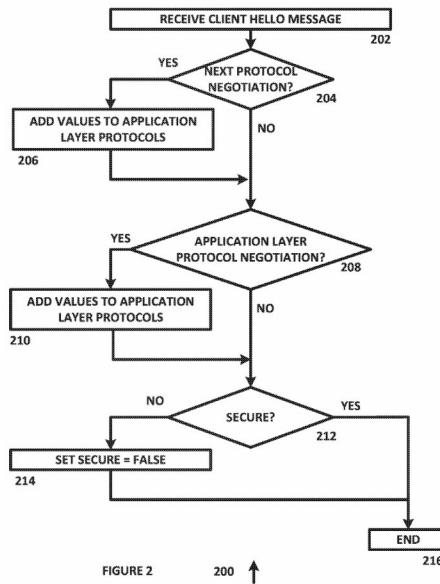 RECEIVE CLIENT HELLO MESSAGE
202
YES
NEXT PROTOCOL
NEGOTIATION?
204
ADD VALUES TO APPLICATION
LAYER PROTOCOLS
NO
206
YES
APPLICATION LAYER
PROTOCOL NEGOTIATION?
208
ADD VALUES TO APPLICATION
LAYER PROTOCOLS
NO
210
NO
YES
SECURE?
212
SET SECURE = FALSE
214
END
216
FIGURE 2
200